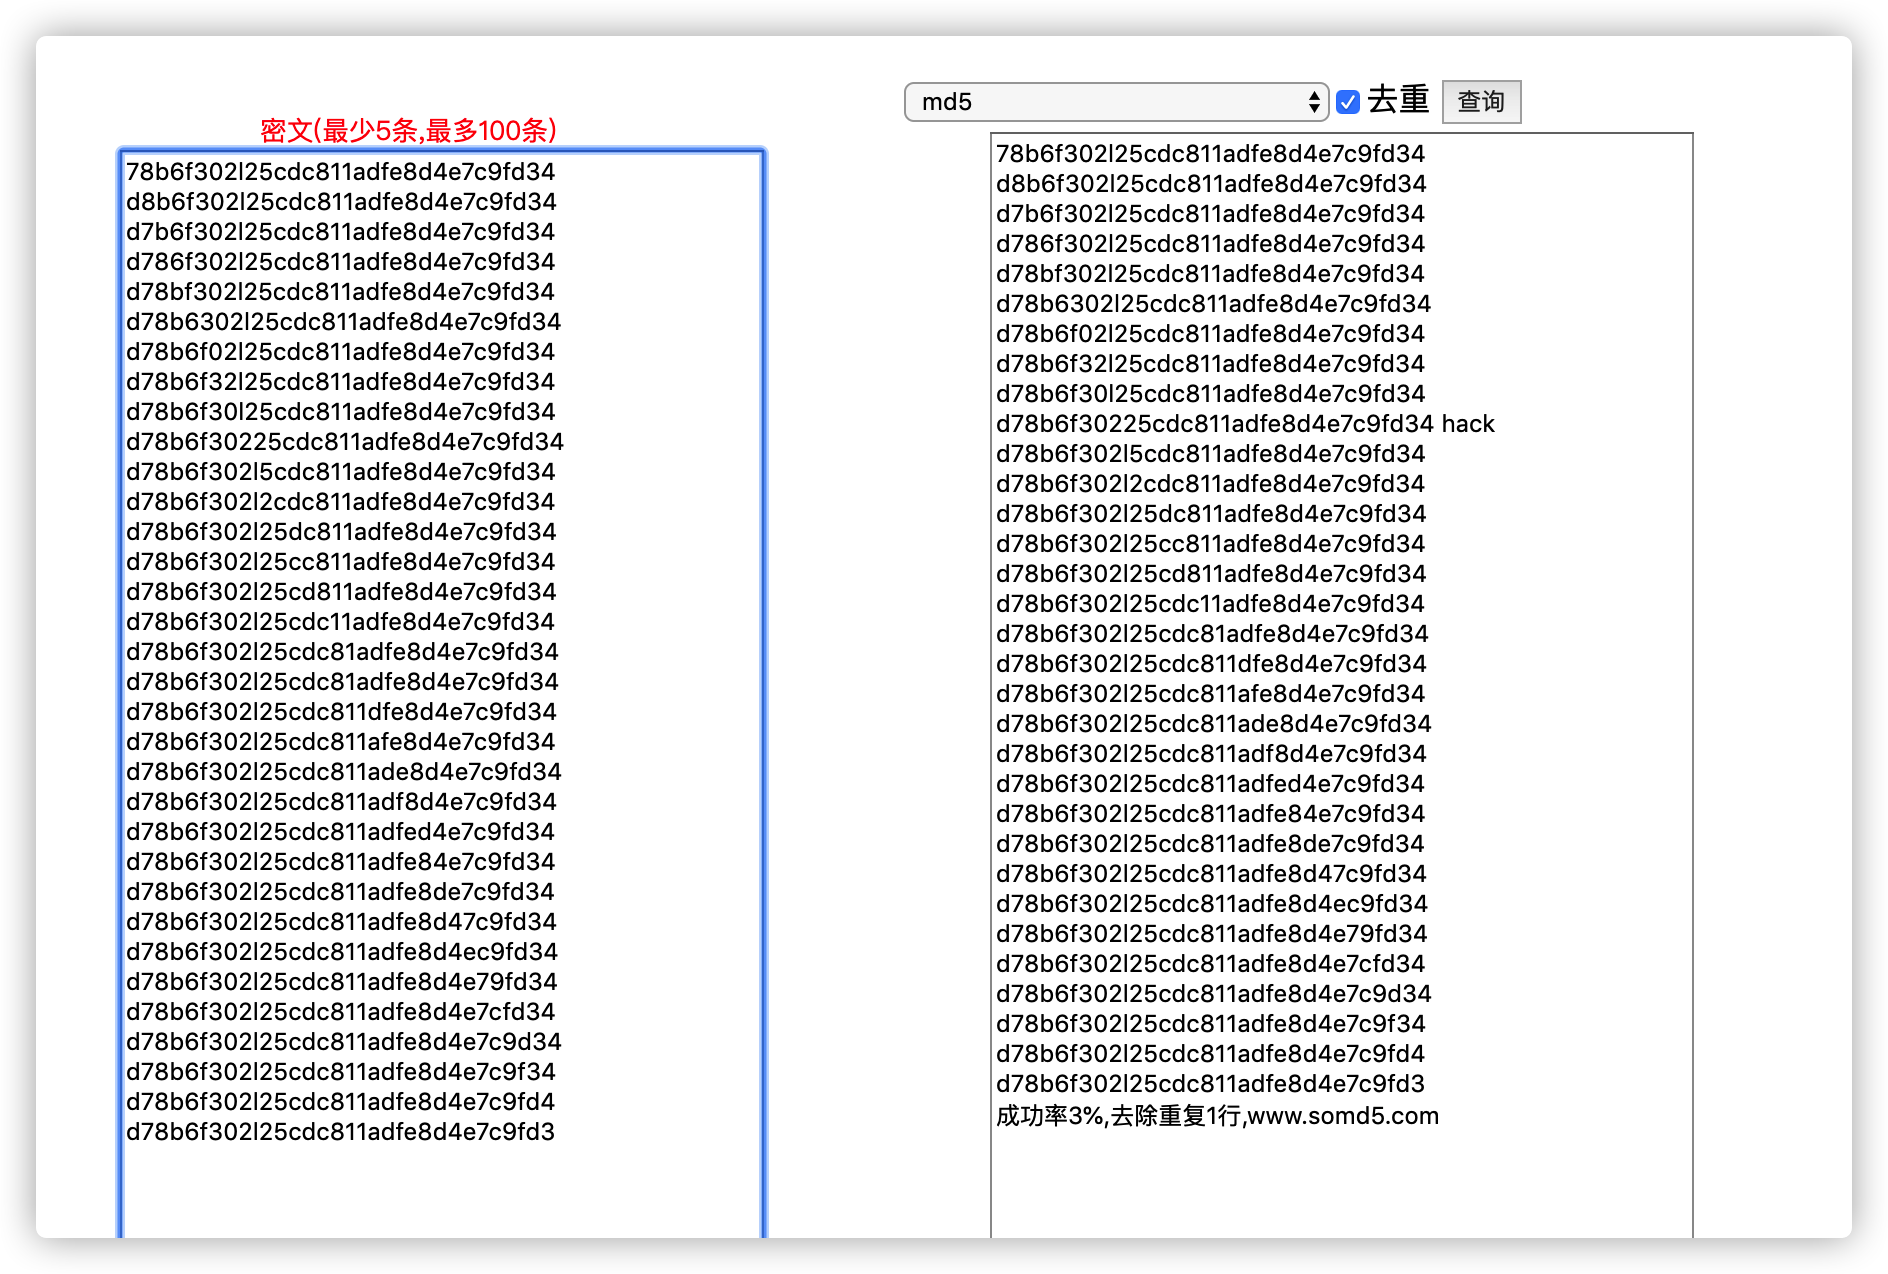 md5
去重
查询
密文(最少5条,最多100条)
78b6f302l25cdc811adfe8d4e7c9fd34
d8b6f302l25cdc811adfe8d4e7c9fd34
d7b6f302l25cdc811adfe8d4e7c9fd34
d786f302l25cdc811adfe8d4e7c9fd34
d78bf302l25cdc811adfe8d4e7c9fd34
d78b6302l25cdc811adfe8d4e7c9fd34
d78b6f02l25cdc811adfe8d4e7c9fd34
d78b6f32l25cdc811adfe8d4e7c9fd34
d78b6f30l25cdc811adfe8d4e7c9fd34
d78b6f30225cdc811adfe8d4e7c9fd34
d78b6f302l5cdc811adfe8d4e7c9fd34
d78b6f302l2cdc811adfe8d4e7c9fd34
d78b6f302l25dc811adfe8d4e7c9fd34
d78b6f302l25cc811adfe8d4e7c9fd34
d78b6f302l25cd811adfe8d4e7c9fd34
d78b6f302l25cdc11adfe8d4e7c9fd34
d78b6f302l25cdc81adfe8d4e7c9fd34
d78b6f302l25cdc81adfe8d4e7c9fd34
d78b6f302l25cdc811dfe8d4e7c9fd34
d78b6f302l25cdc811afe8d4e7c9fd34
d78b6f302l25cdc811ade8d4e7c9fd34
d78b6f302l25cdc811adf8d4e7c9fd34
d78b6f302l25cdc811adfed4e7c9fd34
d78b6f302l25cdc811adfe84e7c9fd34
d78b6f302l25cdc811adfe8de7c9fd34
d78b6f302l25cdc811adfe8d47c9fd34
d78b6f302l25cdc811adfe8d4ec9fd34
d78b6f302l25cdc811adfe8d4e79fd34
d78b6f302l25cdc811adfe8d4e7cfd34
d78b6f302l25cdc811adfe8d4e7c9d34
d78b6f302l25cdc811adfe8d4e7c9f34
d78b6f302l25cdc811adfe8d4e7c9fd4
d78b6f302l25cdc811adfe8d4e7c9fd3
78b6f302l25cdc811adfe8d4e7c9fd34
d8b6f302l25cdc811adfe8d4e7c9fd34
d7b6f302l25cdc811adfe8d4e7c9fd34
d786f302l25cdc811adfe8d4e7c9fd34
d78bf302l25cdc811adfe8d4e7c9fd34
d78b6302l25cdc811adfe8d4e7c9fd34
d78b6f02l25cdc811adfe8d4e7c9fd34
d78b6f32l25cdc811adfe8d4e7c9fd34
d78b6f30l25cdc811adfe8d4e7c9fd34
d78b6f30225cdc811adfe8d4e7c9fd34 hack
d78b6f302l5cdc811adfe8d4e7c9fd34
d78b6f302l2cdc811adfe8d4e7c9fd34
d78b6f302l25dc811adfe8d4e7c9fd34
d78b6f302l25cc811adfe8d4e7c9fd34
d78b6f302l25cd811adfe8d4e7c9fd34
d78b6f302l25cdc11adfe8d4e7c9fd34
d78b6f302l25cdc81adfe8d4e7c9fd34
d78b6f302l25cdc811dfe8d4e7c9fd34
d78b6f302l25cdc811afe8d4e7c9fd34
d78b6f302l25cdc811ade8d4e7c9fd34
d78b6f302l25cdc811adf8d4e7c9fd34
d78b6f302l25cdc811adfed4e7c9fd34
d78b6f302l25cdc811adfe84e7c9fd34
d78b6f302l25cdc811adfe8de7c9fd34
d78b6f302l25cdc811adfe8d47c9fd34
d78b6f302l25cdc811adfe8d4ec9fd34
d78b6f302l25cdc811adfe8d4e79fd34
d78b6f302l25cdc811adfe8d4e7cfd34
d78b6f302l25cdc811adfe8d4e7c9d34
d78b6f302l25cdc811adfe8d4e7c9f34
d78b6f302l25cdc811adfe8d4e7c9fd4
d78b6f302l25cdc811adfe8d4e7c9fd3
成功率3%,去除重复1行,www.somd5.com